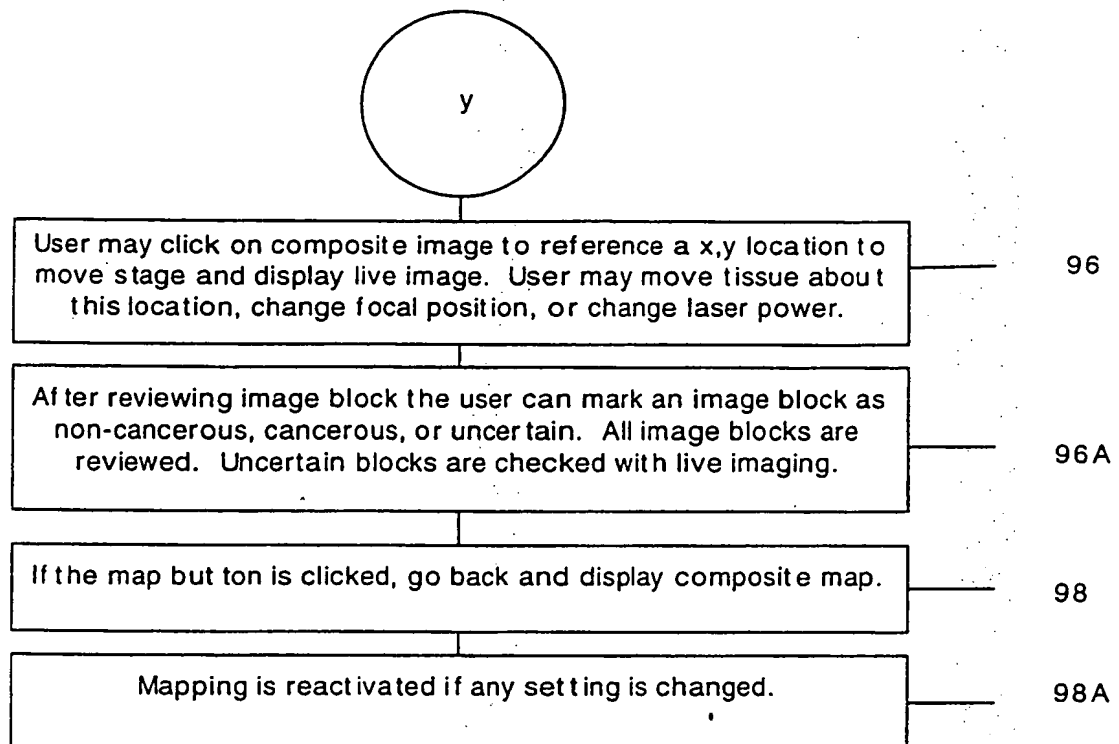 y
User may click on composite image to reference a x,y location to
move stage and display live image. User may move tissue about
this location, change focal position, or change laser power.
96
After reviewing image block the user can mark an image block as
non-cancerous, cancerous, or uncertain. All image blocks are
reviewed. Uncertain blocks are checked with live imaging.
96A
If the map but ton is clicked, go back and display composite map.
98
Mapping is reactivated if any setting is changed.
98A